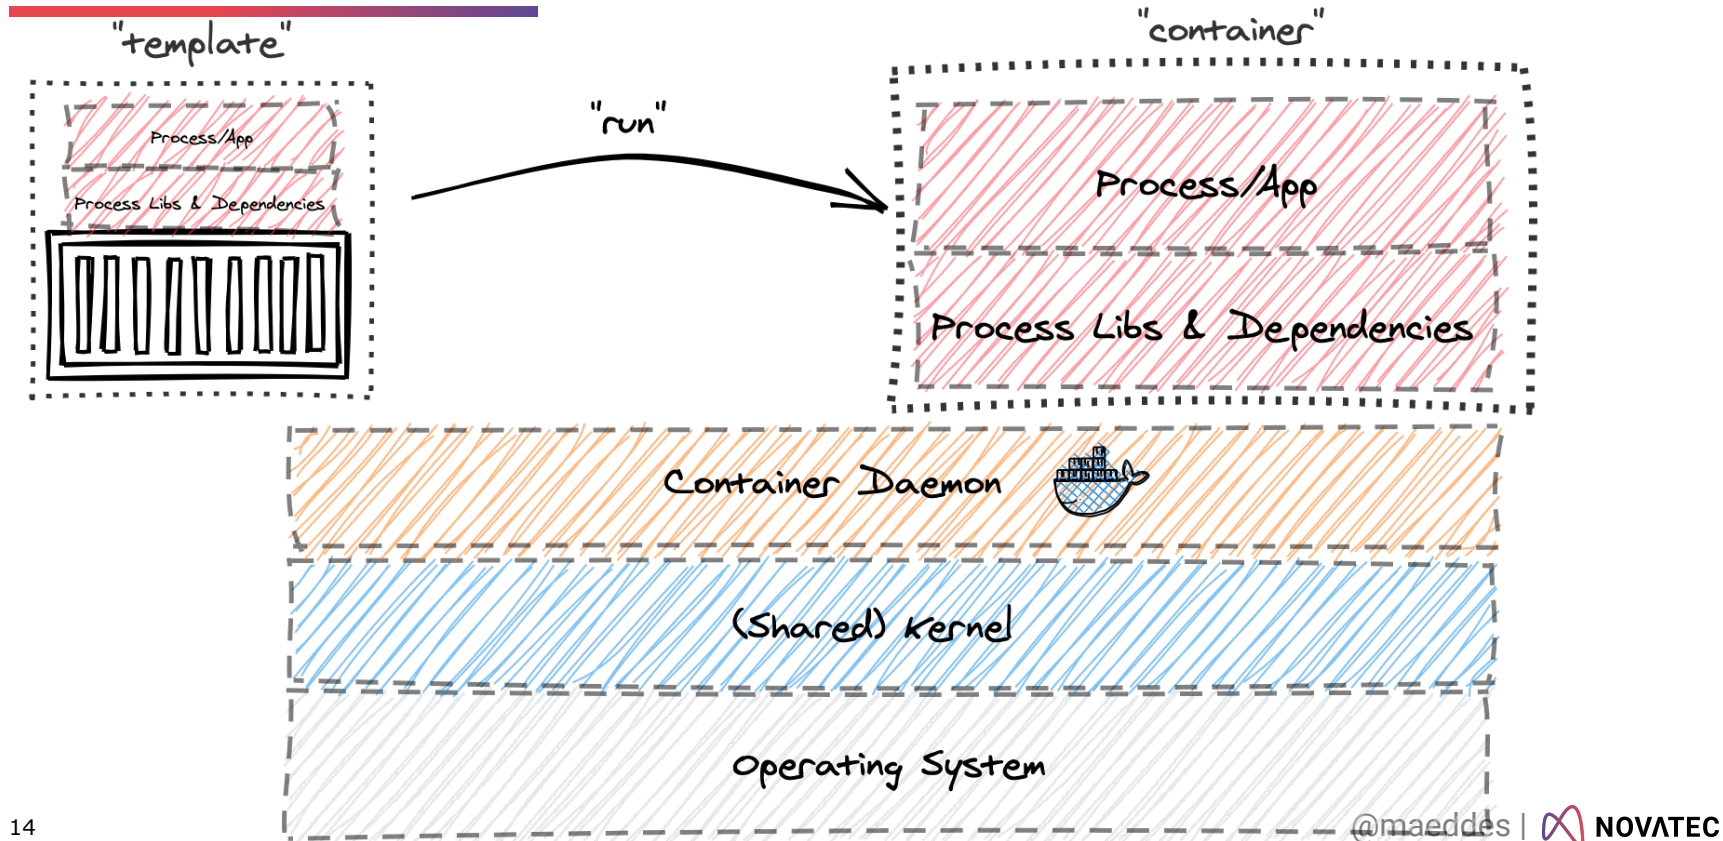 "template"
"container"
"run"
Process/App
Process Libs & Dependencies
Process/App
Process Libs & Dependencies
Container Daemon
(Shared) Kernel
Operating System
14
@maeddes | NOVATEC